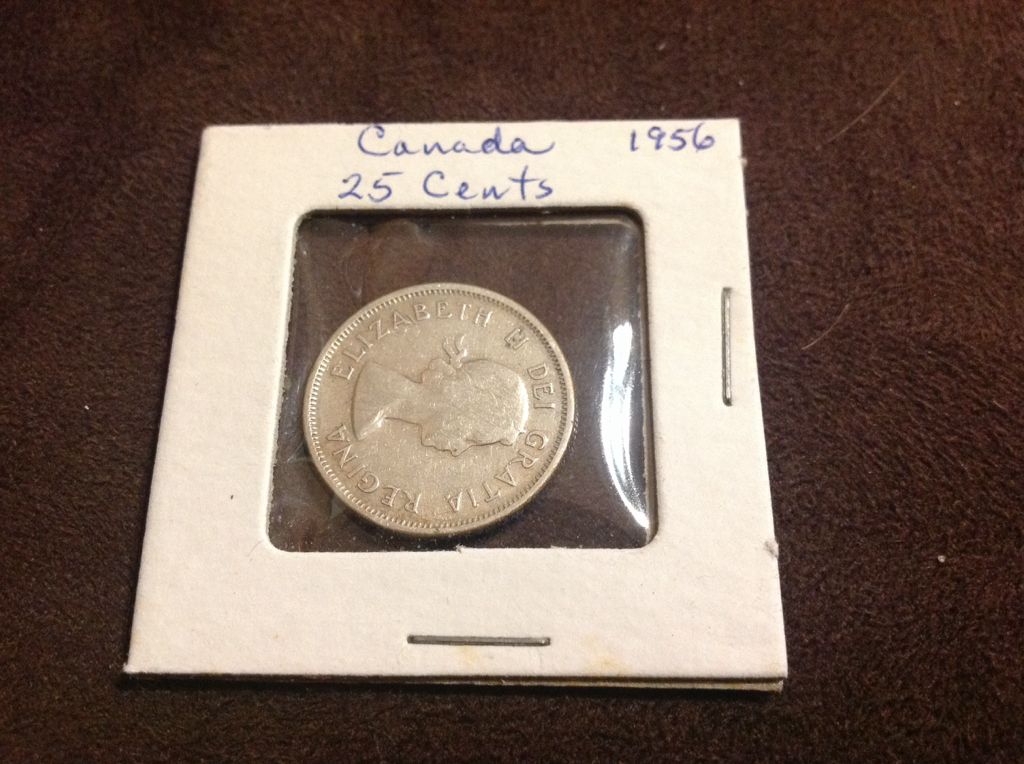 Canada 1956
25 Cents
ELIZABETH II DEI GRATIA REGINA